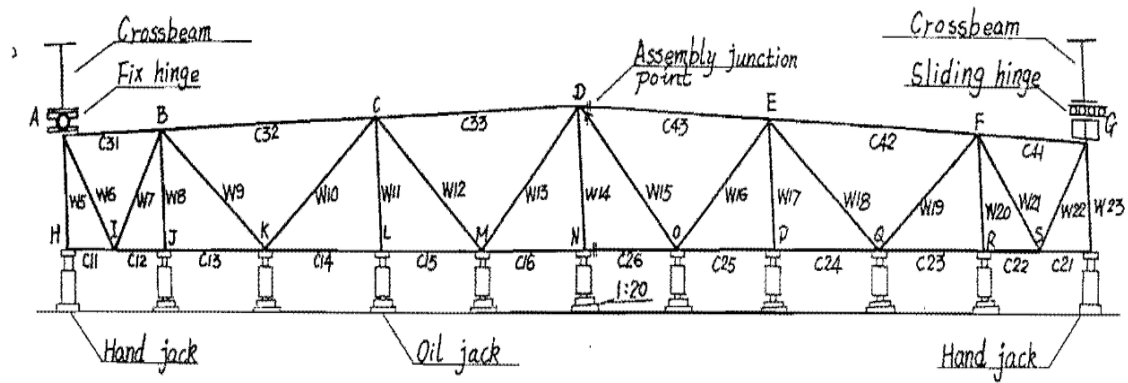 Crossbeam
Crossbeam
Fix hinge
Assembly junction
point
Sliding hinge
A
B
C
D
E
F
G
C31
C32
C33
C43
C42
C41
W5
W6
W7
W8
W9
W10
W11
W12
W13
W14
W15
W16
W17
W18
W19
W20
W21
W22
W23
H
I
J
K
L
M
N
O
P
Q
R
S
C11
C12
C13
C14
C15
C16
C26
C25
C24
C23
C22
C21
1:20
Hand jack
Oil jack
Hand jack